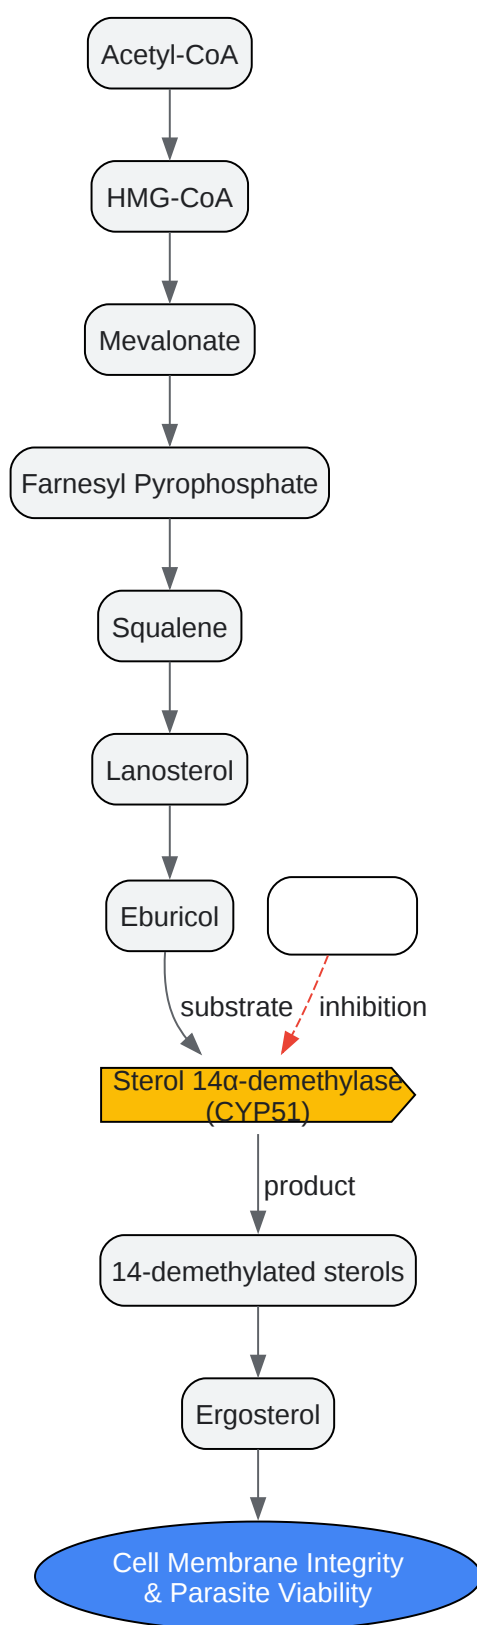 Acetyl-CoA
HMG-CoA
Mevalonate
Farnesyl Pyrophosphate
Squalene
Lanosterol
Eburicol
substrate
inhibition
Sterol 14α-demethylase
(CYP51)
product
14-demethylated sterols
Ergosterol
Cell Membrane Integrity
& Parasite Viability